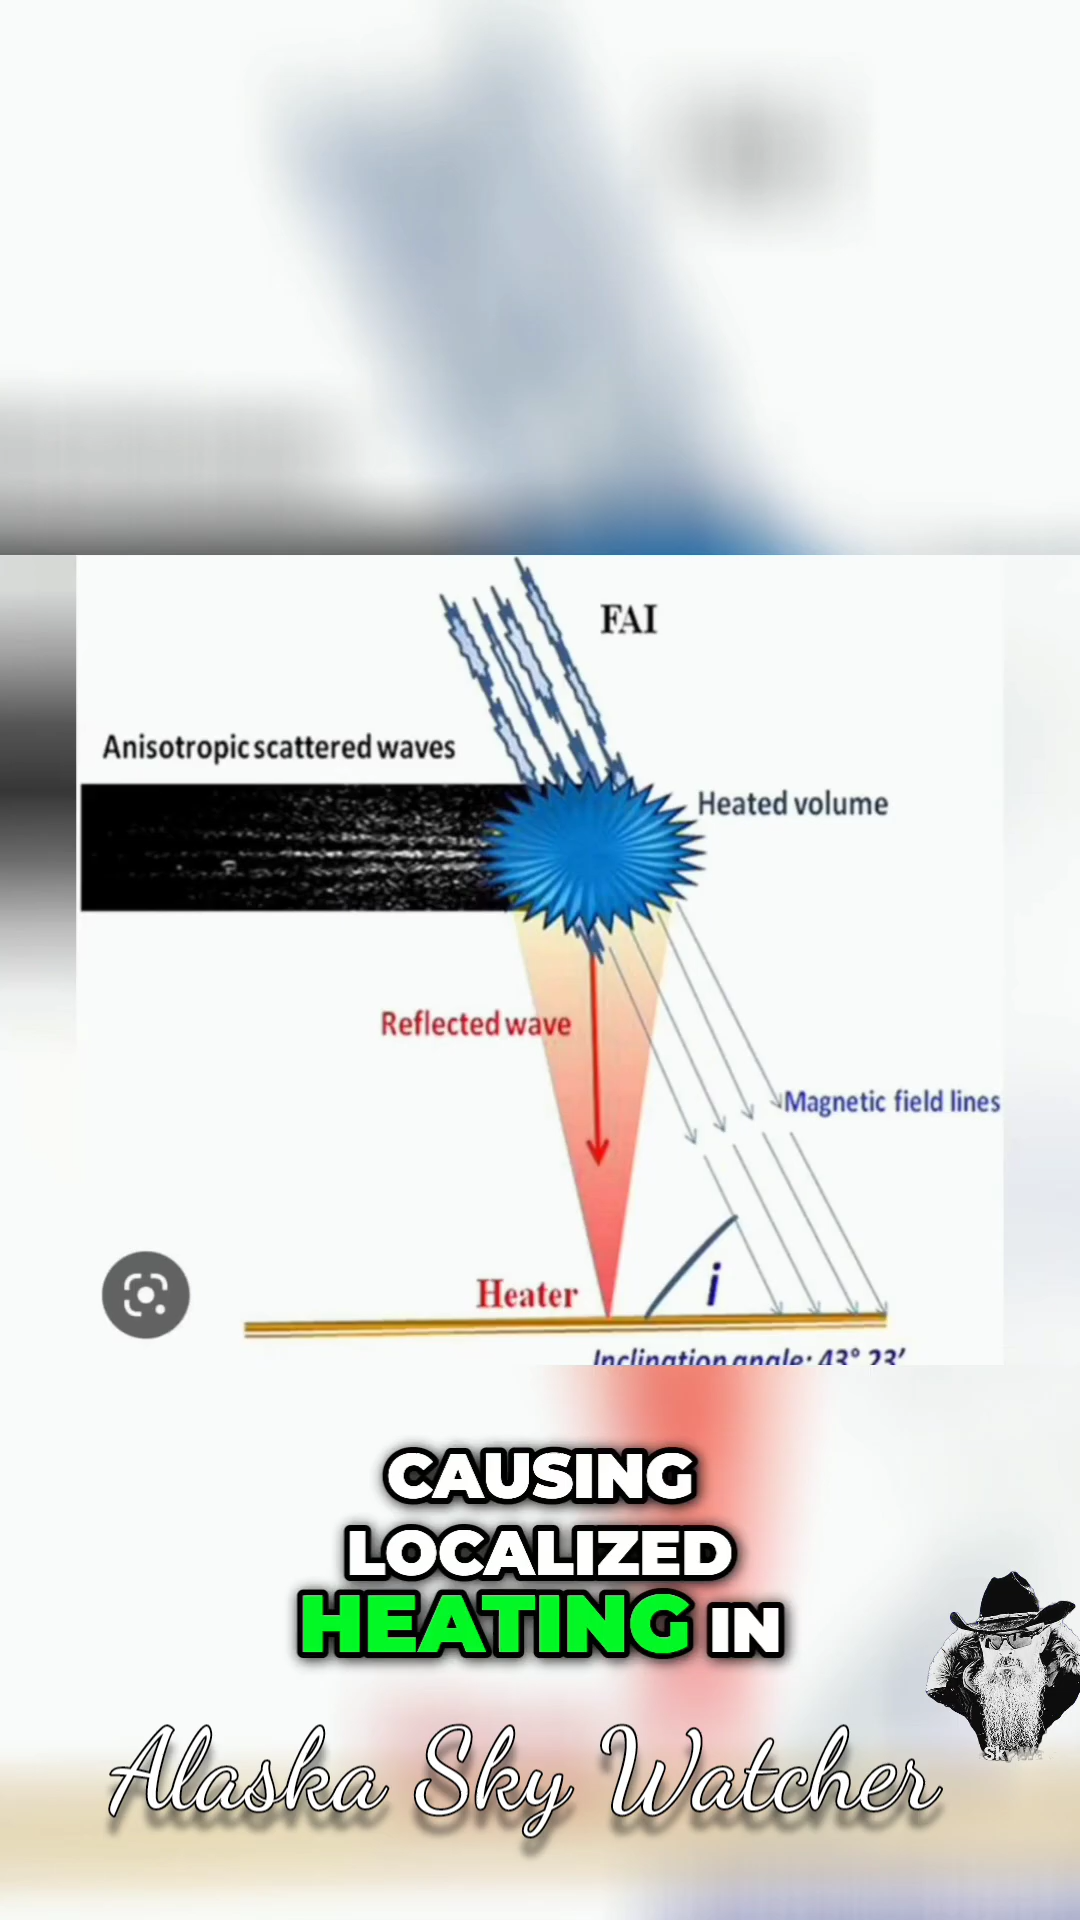 FAI
Anisotropic scattered waves
Heated volume
Reflected wave
Magnetic field lines
i
Heater
Inclination angle: 43° 23′
CAUSING
LOCALIZED
HEATING IN
Alaska Sky Watcher